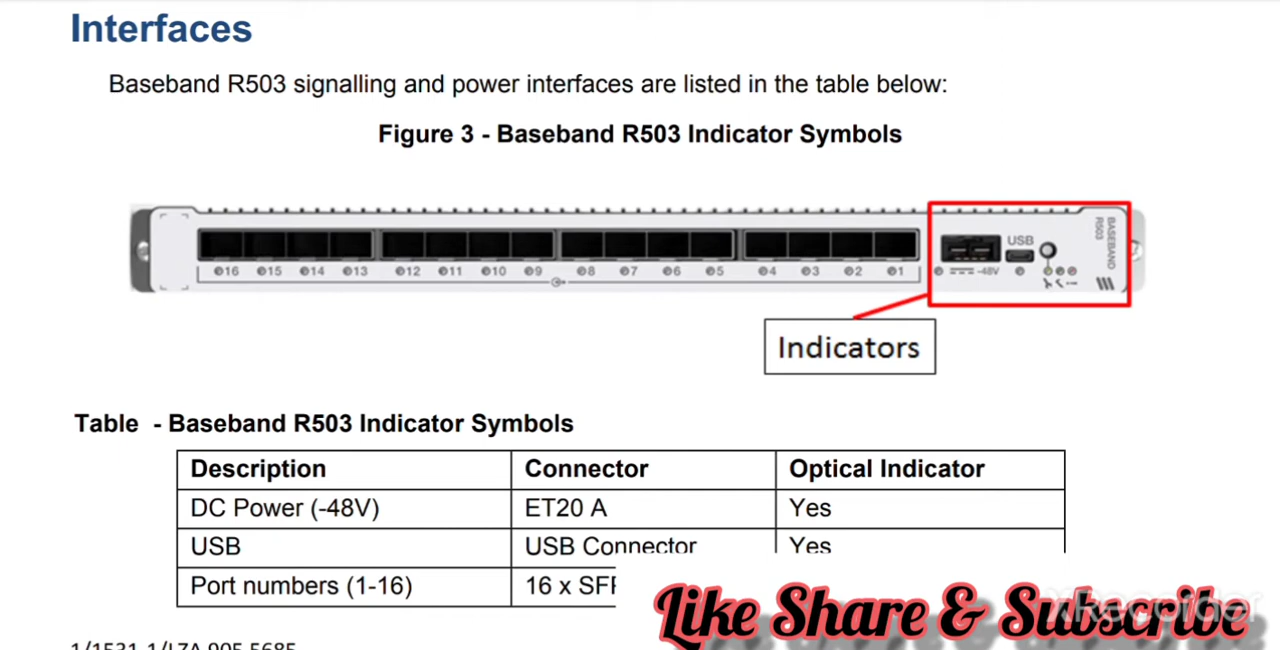 Interfaces
Baseband R503 signalling and power interfaces are listed in the table below:
Figure 3 - Baseband R503 Indicator Symbols
USB
BASEBAND
R503
16 15 14 13 12 11 10 9 8 7 6 5 4 3 2 1
-48V
Indicators
Table - Baseband R503 Indicator Symbols
Description Connector Optical Indicator
DC Power (-48V) ET20 A Yes
USB USB Connector Yes
Port numbers (1-16) 16 x SFP
Like Share & Subscribe
XRecorder